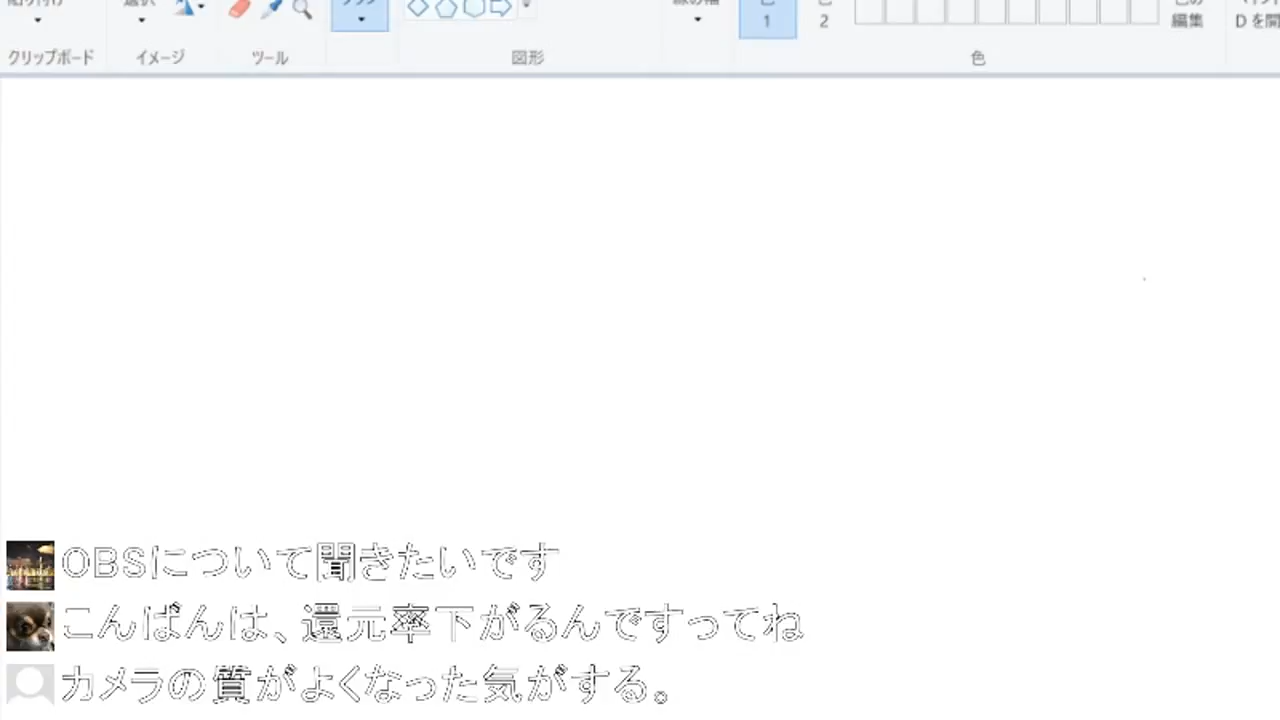 クリップボード イメージ ツール 図形 色
1 2 編集
OBSについて聞きたいです
こんばんは、還元率下がるんですってね
カメラの質がよくなった気がする。